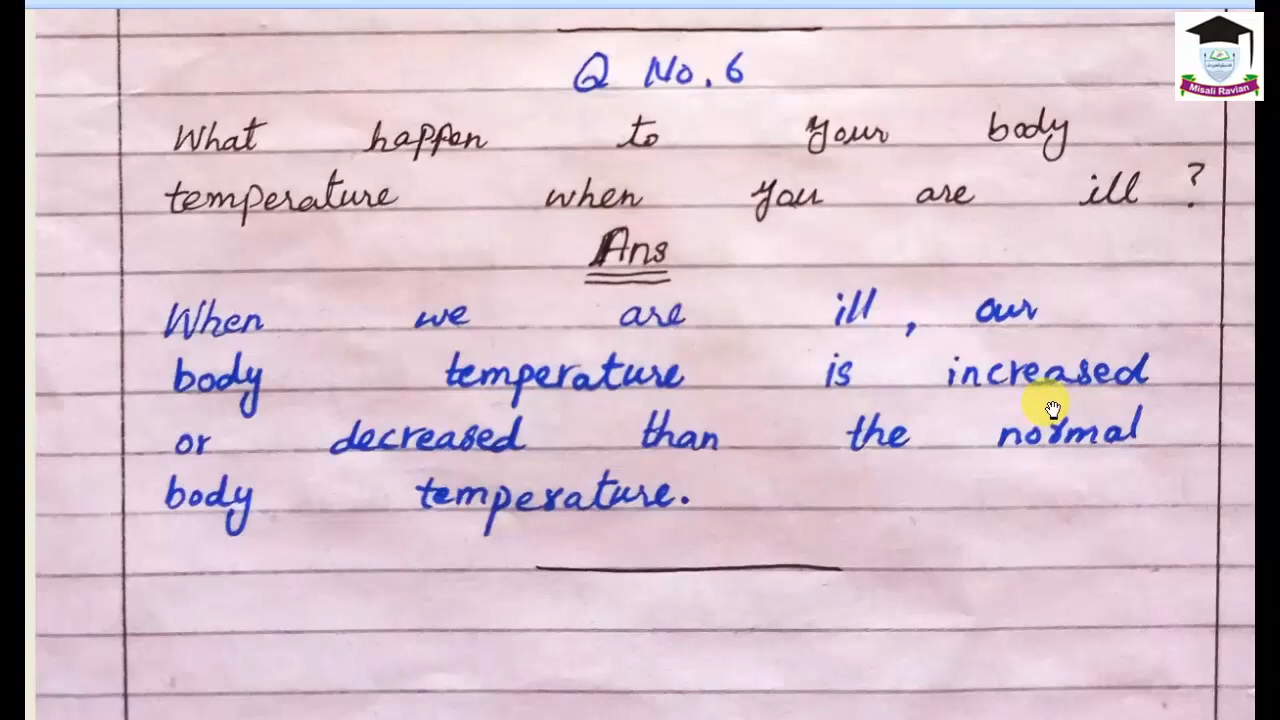 Misali Ravian
Q No. 6
What happen to your body
temperature when you are ill ?
Ans
When we are ill, our
body temperature is increased
or decreased than the normal
body temperature.